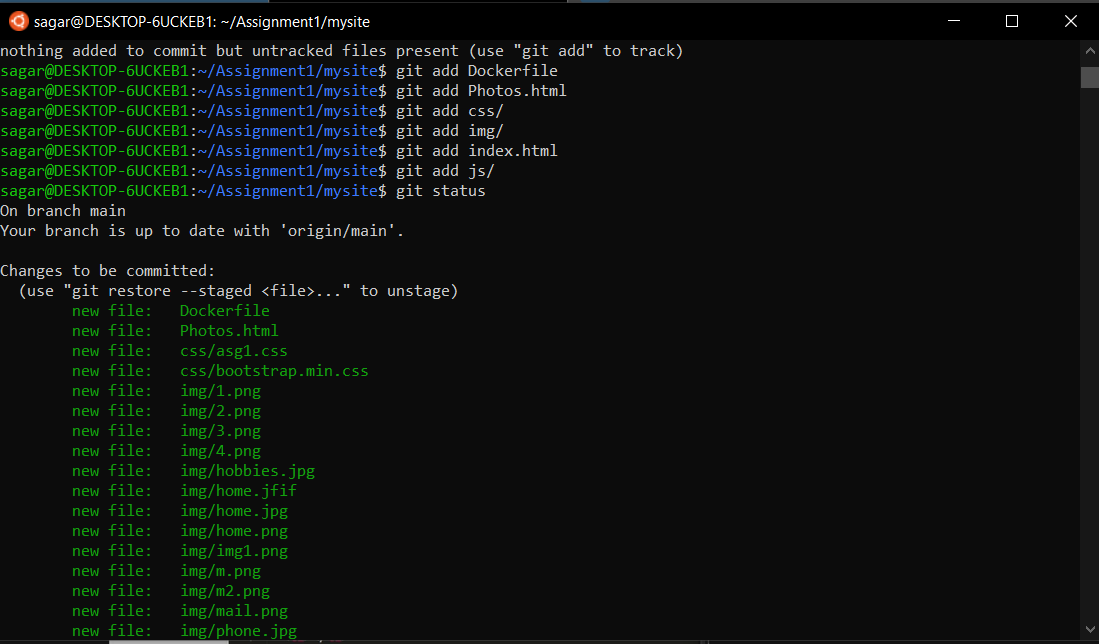 sagar@DESKTOP-6UCKEB1: ~/Assignment1/mysite
nothing added to commit but untracked files present (use "git add" to track)
sagar@DESKTOP-6UCKEB1:~/Assignment1/mysite$ git add Dockerfile
sagar@DESKTOP-6UCKEB1:~/Assignment1/mysite$ git add Photos.html
sagar@DESKTOP-6UCKEB1:~/Assignment1/mysite$ git add css/
sagar@DESKTOP-6UCKEB1:~/Assignment1/mysite$ git add img/
sagar@DESKTOP-6UCKEB1:~/Assignment1/mysite$ git add index.html
sagar@DESKTOP-6UCKEB1:~/Assignment1/mysite$ git add js/
sagar@DESKTOP-6UCKEB1:~/Assignment1/mysite$ git status
On branch main
Your branch is up to date with 'origin/main'.

Changes to be committed:
  (use "git restore --staged <file>..." to unstage)
        new file:   Dockerfile
        new file:   Photos.html
        new file:   css/asg1.css
        new file:   css/bootstrap.min.css
        new file:   img/1.png
        new file:   img/2.png
        new file:   img/3.png
        new file:   img/4.png
        new file:   img/hobbies.jpg
        new file:   img/home.jfif
        new file:   img/home.jpg
        new file:   img/home.png
        new file:   img/img1.png
        new file:   img/m.png
        new file:   img/m2.png
        new file:   img/mail.png
        new file:   img/phone.jpg